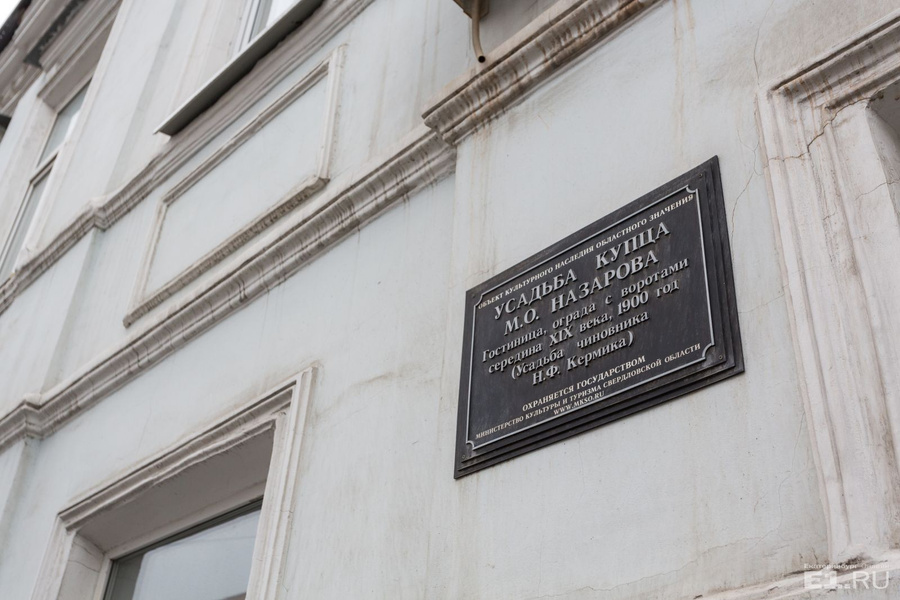 ОБЪЕКТ КУЛЬТУРНОГО НАСЛЕДИЯ ОБЛАСТНОГО ЗНАЧЕНИЯ
УСАДЬБА КУПЦА
М.О. НАЗАРОВА
Гостиница, ограда с воротами
середина XIX века, 1900 год
(Усадьба чиновника
Н.Ф. Кермика)
ОХРАНЯЕТСЯ ГОСУДАРСТВОМ
МИНИСТЕРСТВО КУЛЬТУРЫ И ТУРИЗМА СВЕРДЛОВСКОЙ ОБЛАСТИ
WWW.MKSO.RU
E1.RU